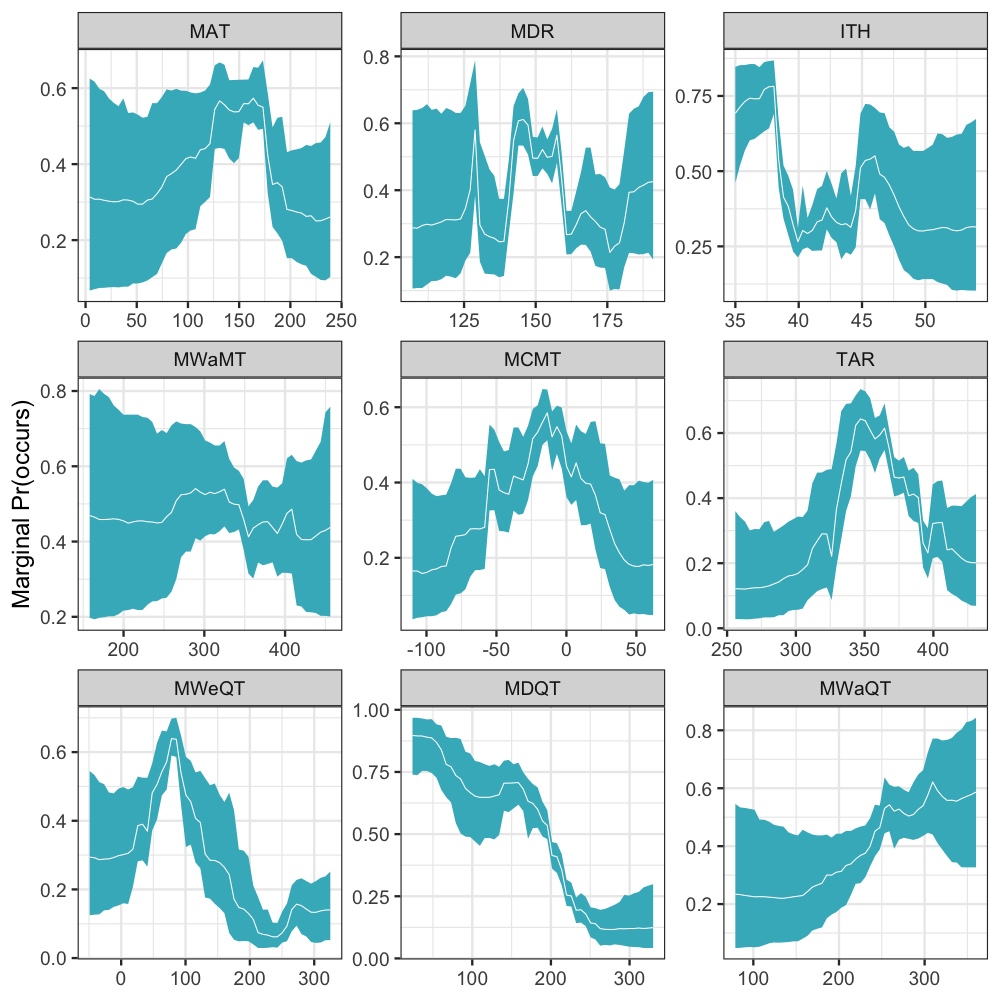 MAT MDR ITH
0.6 0.4 0.2
0.8 0.6 0.4 0.2
0.75 0.50 0.25
0 50 100 150 200 250
125 150 175
35 40 45 50
MWaMT MCMT TAR
0.8 0.6 0.4 0.2
0.6 0.4 0.2
0.6 0.4 0.2 0.0
200 300 400
-100 -50 0 50
250 300 350 400
Marginal Pr(occurs)
MWeQT MDQT MWaQT
0.6 0.4 0.2 0.0
1.00 0.75 0.50 0.25 0.00
0.8 0.6 0.4 0.2
0 100 200 300
100 200 300
100 200 300